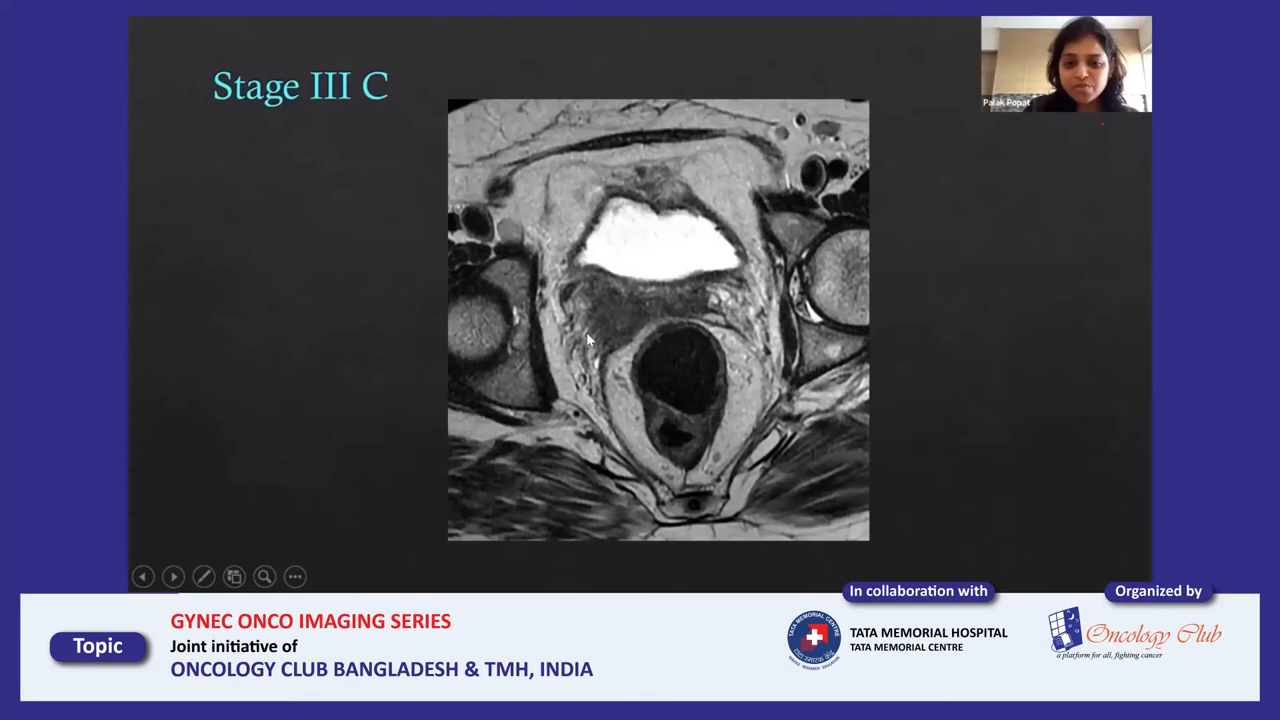 Stage III C
Palak Popat
In collaboration with
Organized by
Topic
GYNEC ONCO IMAGING SERIES
Joint initiative of
ONCOLOGY CLUB BANGLADESH & TMH, INDIA
TATA MEMORIAL HOSPITAL
TATA MEMORIAL CENTRE
Oncology Club
a platform for all, fighting cancer